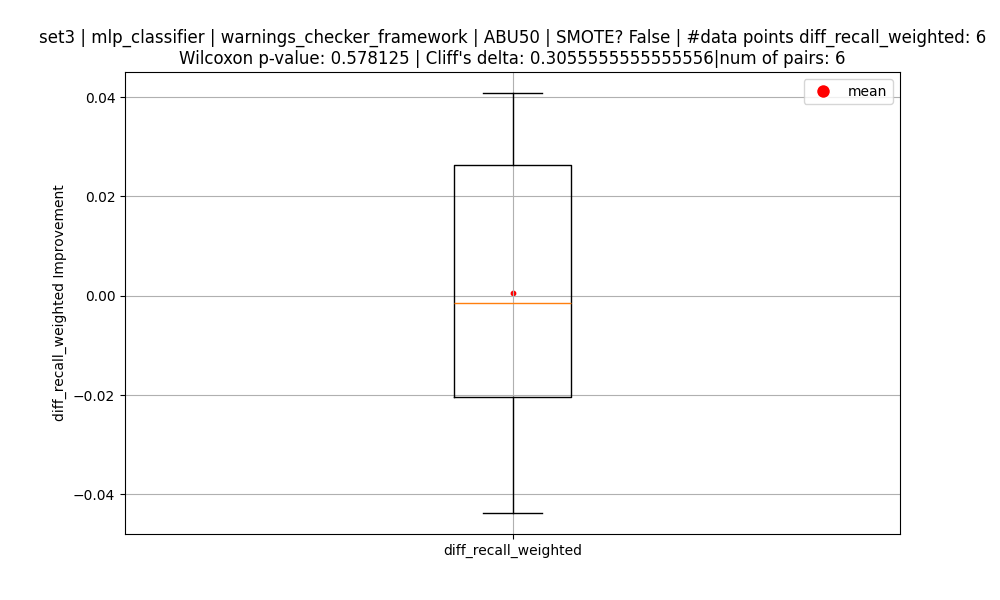 set3 | mlp_classifier | warnings_checker_framework | ABU50 | SMOTE? False | #data points diff_recall_weighted: 6
Wilcoxon p-value: 0.578125 | Cliff's delta: 0.3055555555555556|num of pairs: 6
mean
0.04
0.02
0.00
−0.02
−0.04
diff_recall_weighted Improvement
diff_recall_weighted